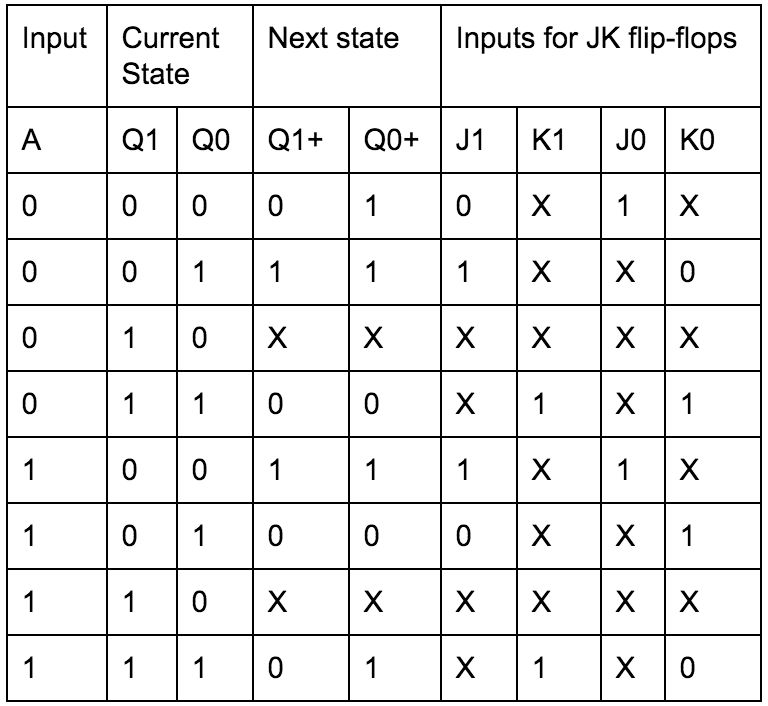 Input Current State Next state Inputs for JK flip-flops
A Q1 Q0 Q1+ Q0+ J1 K1 J0 K0
0 0 0 0 1 0 X 1 X
0 0 1 1 1 1 X X 0
0 1 0 X X X X X X
0 1 1 0 0 X 1 X 1
1 0 0 1 1 1 X 1 X
1 0 1 0 0 0 X X 1
1 1 0 X X X X X X
1 1 1 0 1 X 1 X 0